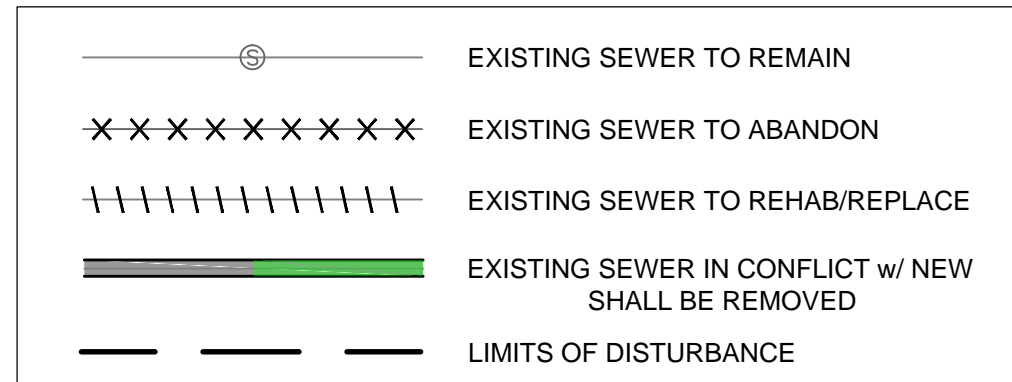 S EXISTING SEWER TO REMAIN
EXISTING SEWER TO ABANDON
EXISTING SEWER TO REHAB/REPLACE
EXISTING SEWER IN CONFLICT w/ NEW
SHALL BE REMOVED
LIMITS OF DISTURBANCE